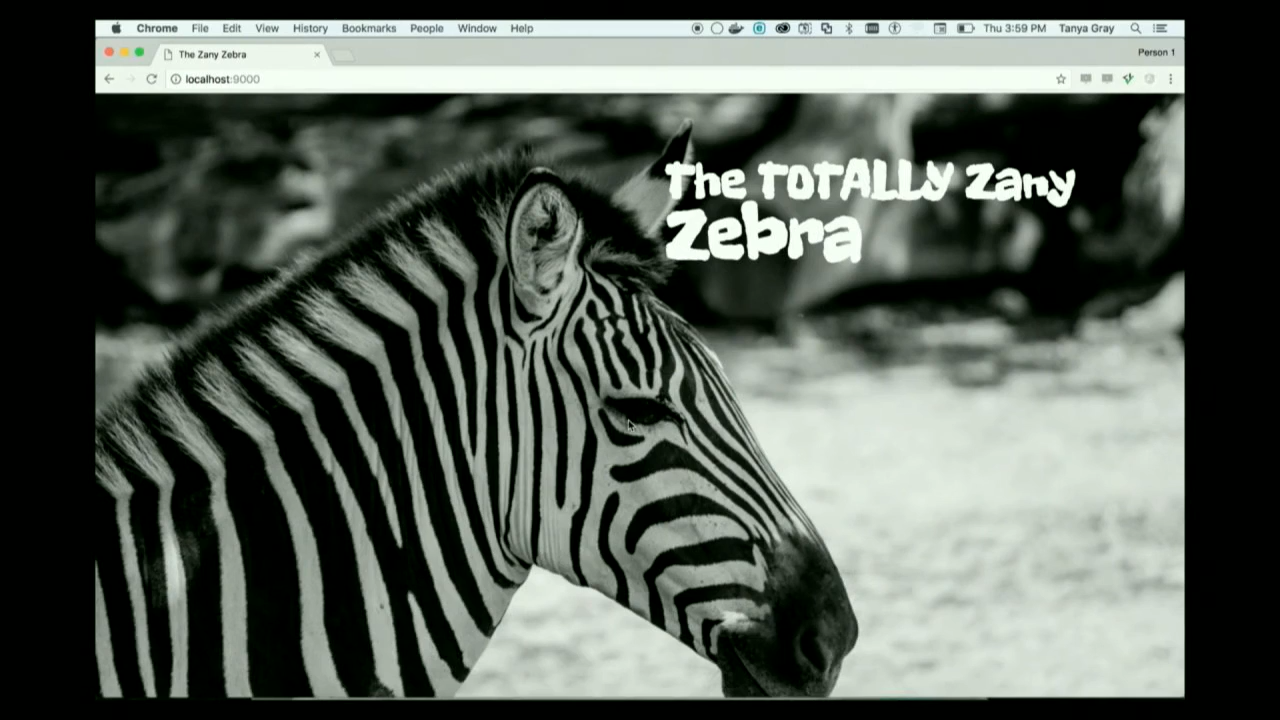 Chrome File Edit View History Bookmarks People Window Help Thu 3:59 PM Tanya Gray
The Zany Zebra Person 1
localhost:9000
The TOTALLY Zany
Zebra